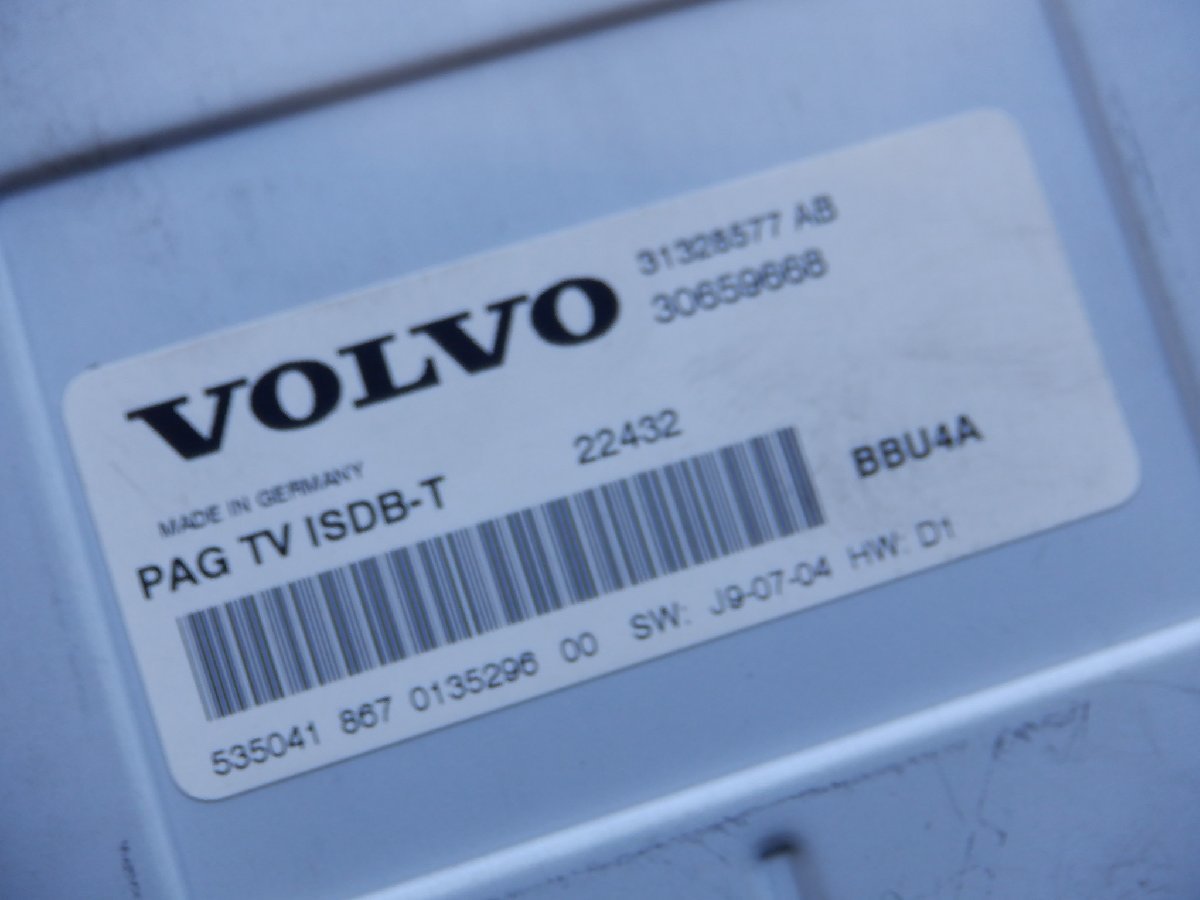 VOLVO
31328577 AB
30659668
MADE IN GERMANY
22432
PAG TV ISDB-T
BBU4A
535041 867 0135296 00 SW: J9-07-04 HW: D1